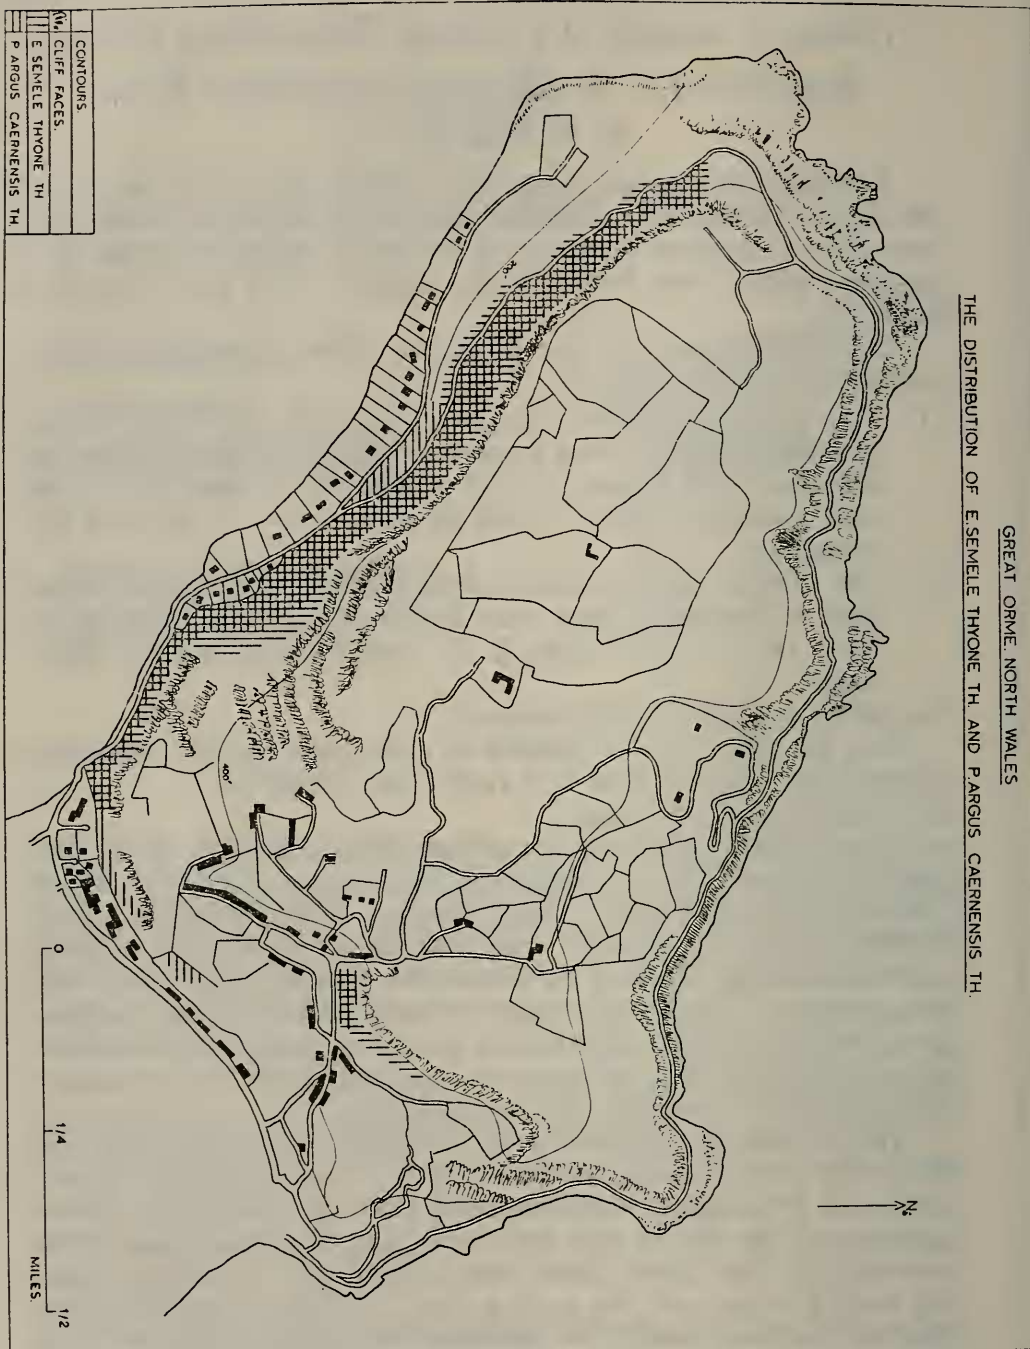 GREAT ORME. NORTH WALES
THE DISTRIBUTION OF E.SEMELE THYONE TH. AND P.ARGUS CAERNENSIS TH.
CONTOURS.
CLIFF FACES.
E SEMELE THYONE TH
P ARGUS CAERNENSIS TH.
200'
400'
N.
0
1/4
1/2
MILES.